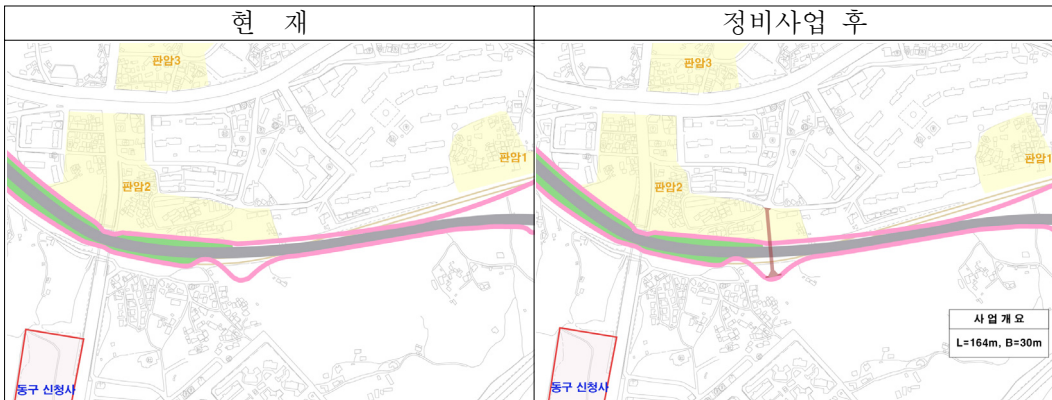 현 재
정비사업 후
판암3
판암1
판암2
동구 신청사
판암3
판암1
판암2
사 업 개 요
L=164m, B=30m
동구 신청사